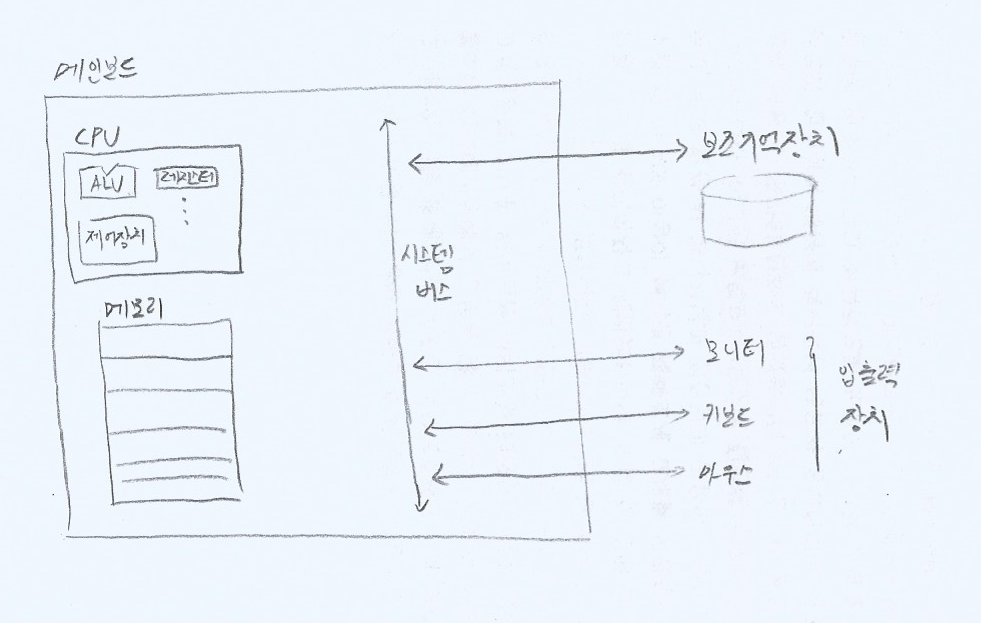 메인보드
CPU
ALU
레지스터
제어장치
메모리
시스템
버스
보조기억장치
모니터
키보드
마우스
입출력
장치